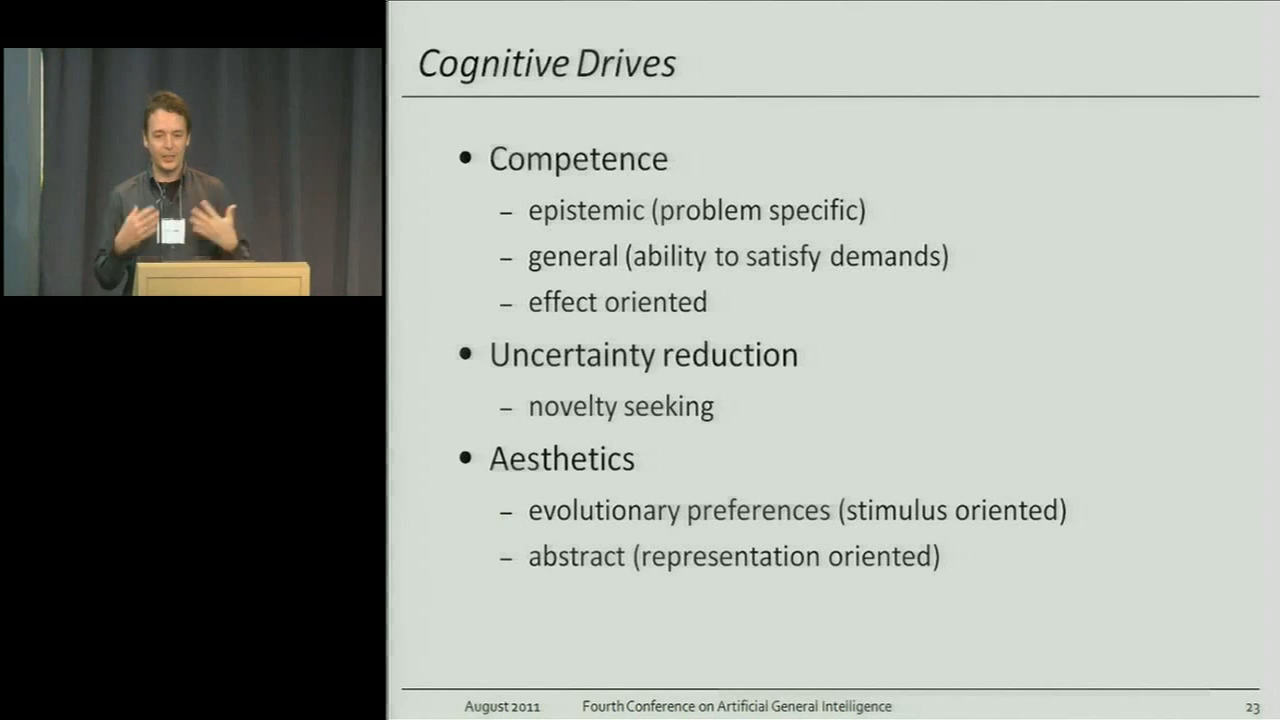 Cognitive Drives
• Competence
– epistemic (problem specific)
– general (ability to satisfy demands)
– effect oriented
• Uncertainty reduction
– novelty seeking
• Aesthetics
– evolutionary preferences (stimulus oriented)
– abstract (representation oriented)
August 2011 Fourth Conference on Artificial General Intelligence 23